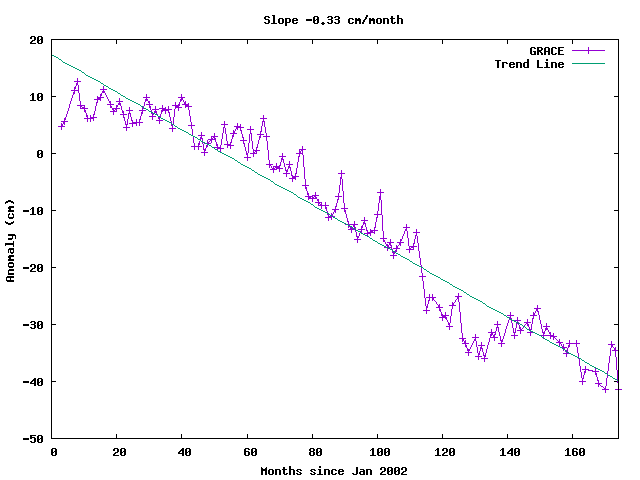 Slope -0.33 cm/month
20
10
0
-10
-20
-30
-40
-50
Anomaly (cm)
GRACE
Trend Line
0 20 40 60 80 100 120 140 160
Months since Jan 2002